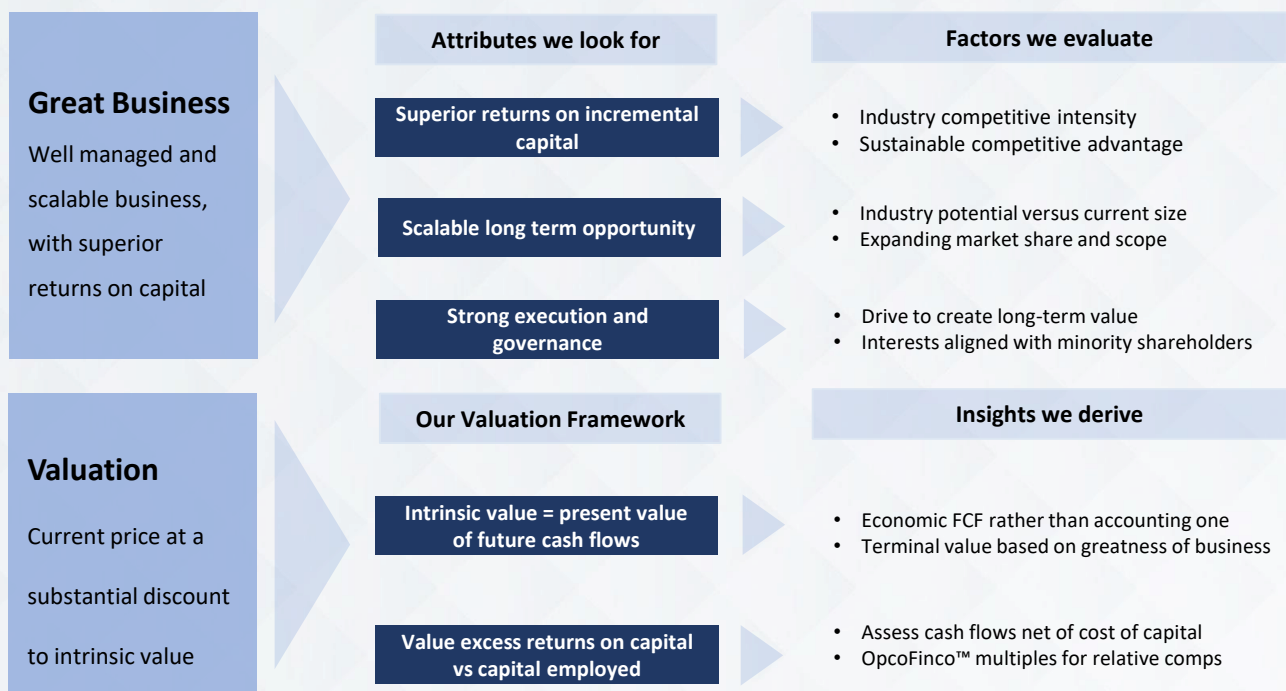 Great Business
Well managed and
scalable business,
with superior
returns on capital
Attributes we look for
Factors we evaluate
Superior returns on incremental
capital
• Industry competitive intensity
• Sustainable competitive advantage
Scalable long term opportunity
• Industry potential versus current size
• Expanding market share and scope
Strong execution and
governance
• Drive to create long-term value
• Interests aligned with minority shareholders
Valuation
Current price at a
substantial discount
to intrinsic value
Our Valuation Framework
Insights we derive
Intrinsic value = present value
of future cash flows
• Economic FCF rather than accounting one
• Terminal value based on greatness of business
Value excess returns on capital
vs capital employed
• Assess cash flows net of cost of capital
• OpcoFinco™ multiples for relative comps